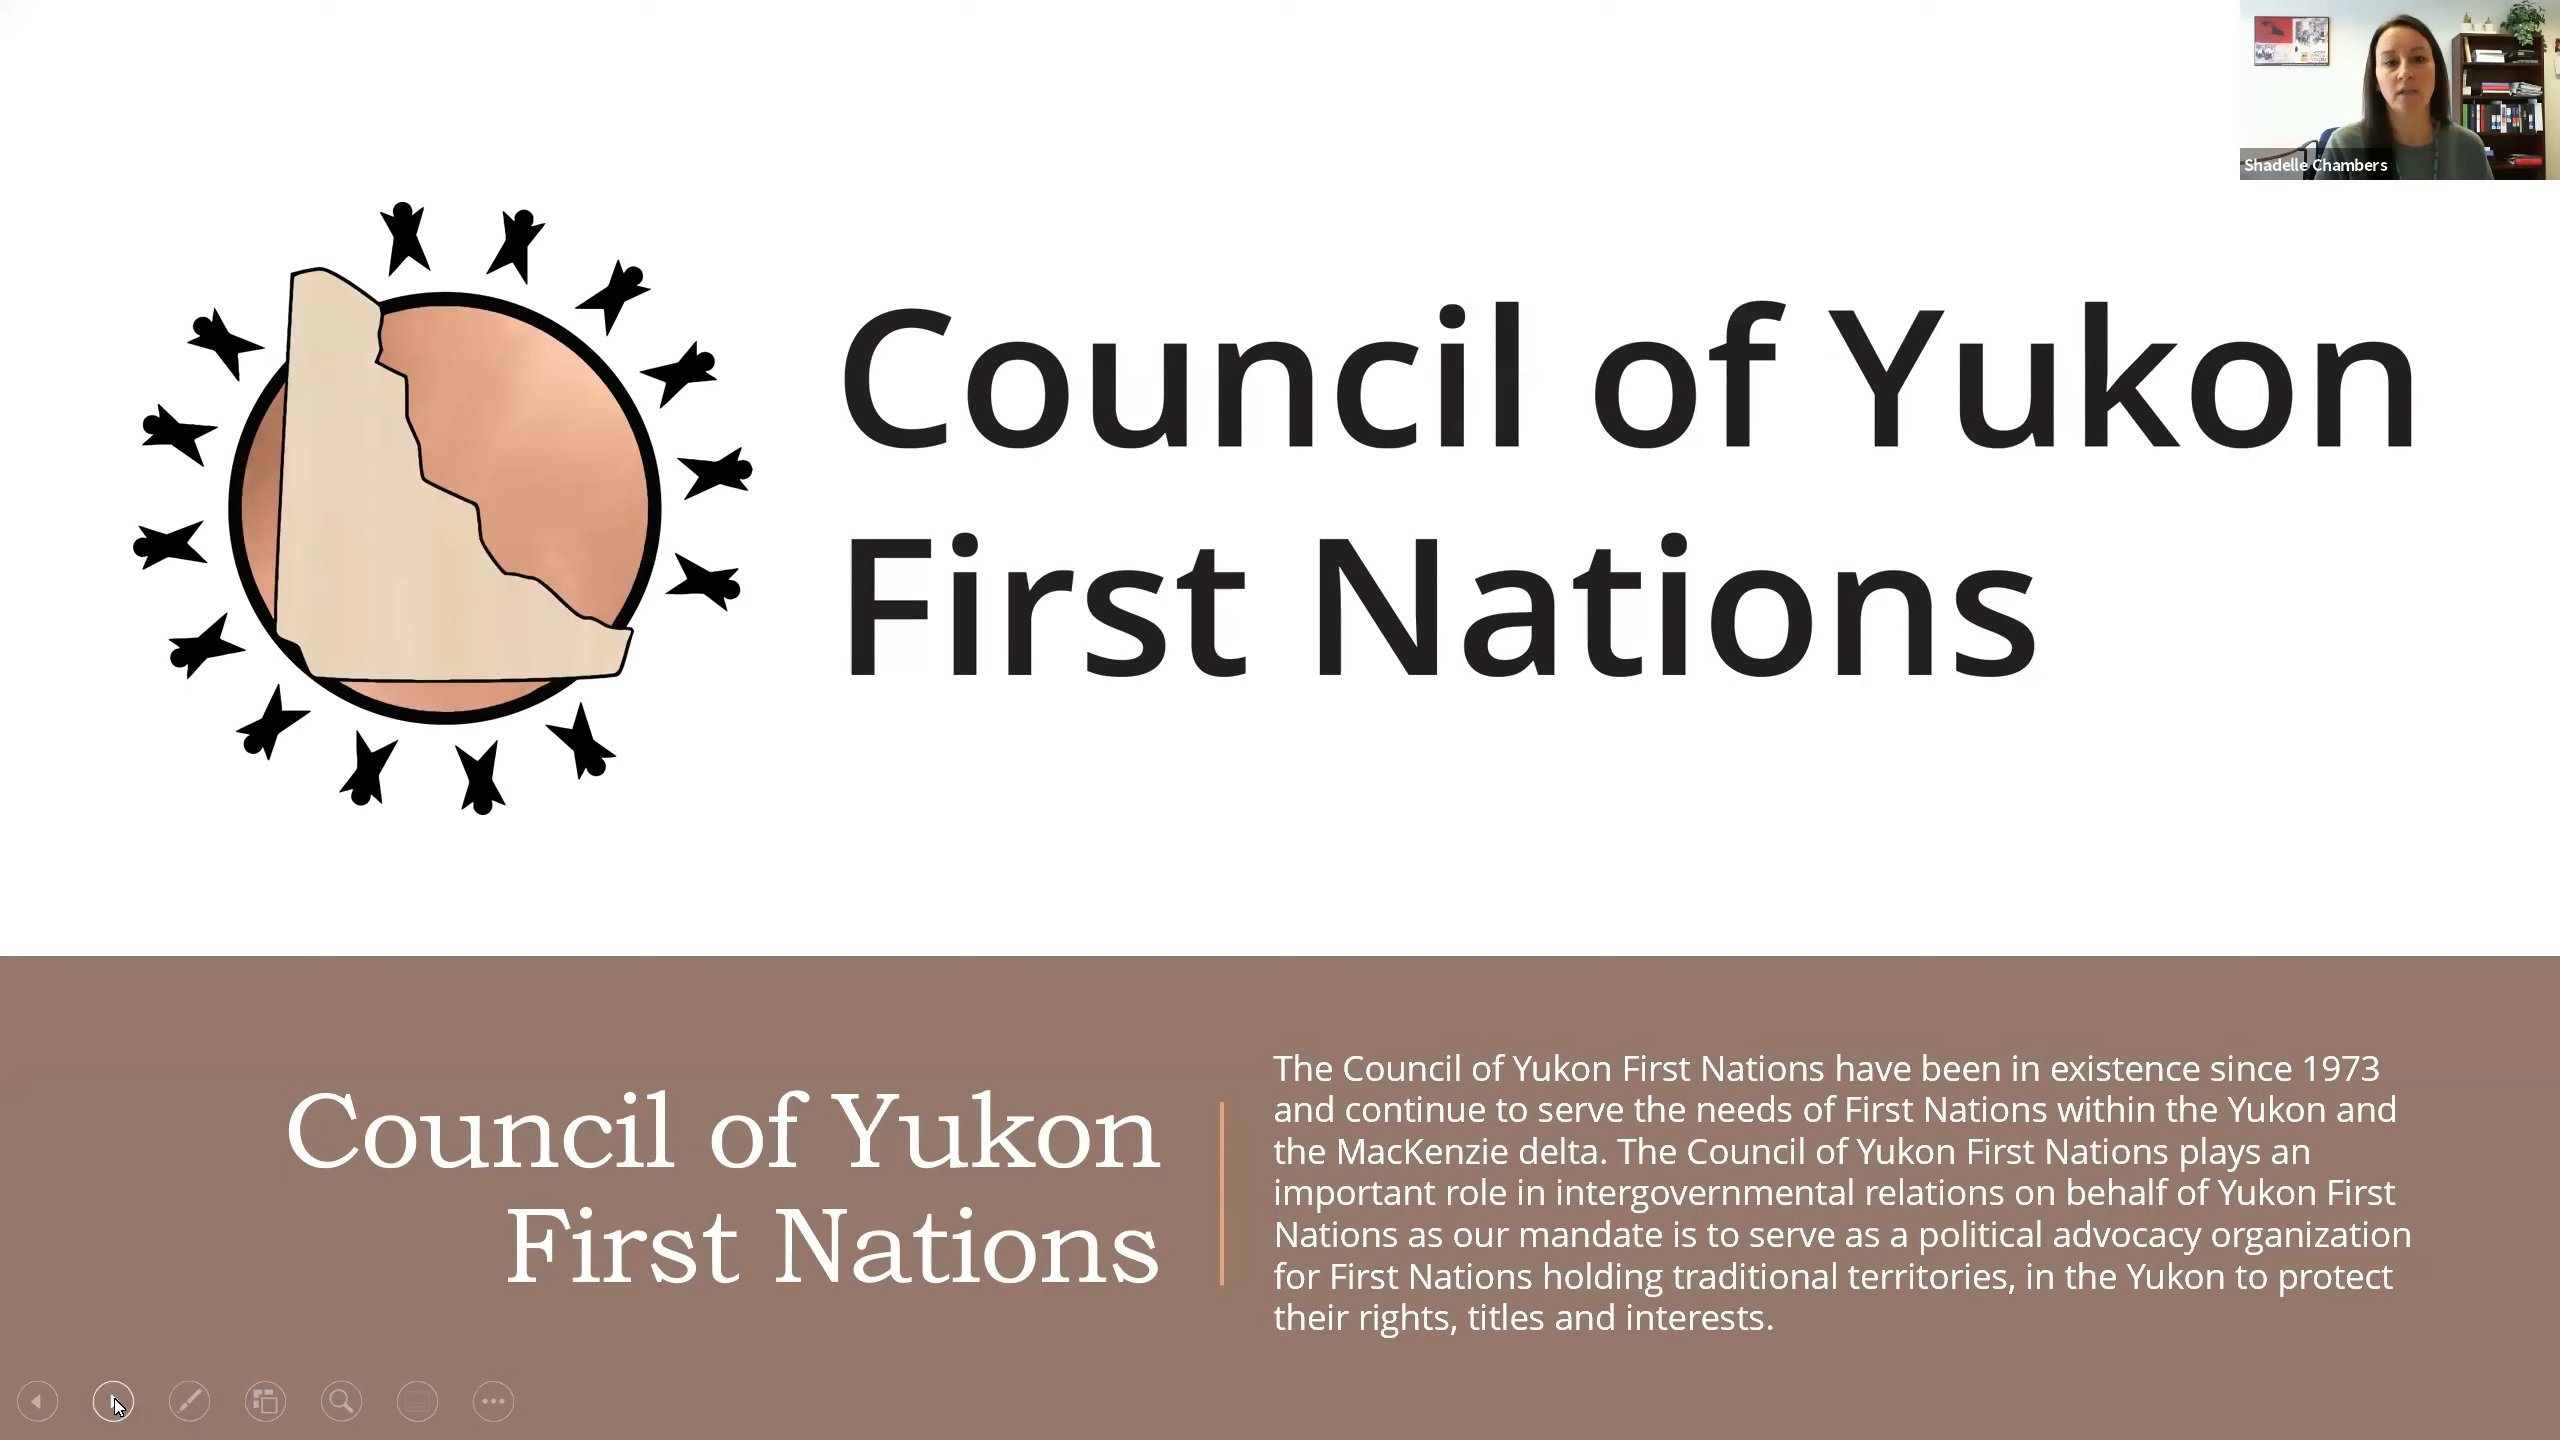 Shadelle Chambers
Council of Yukon
First Nations
Council of Yukon
First Nations
The Council of Yukon First Nations have been in existence since 1973
and continue to serve the needs of First Nations within the Yukon and
the MacKenzie delta. The Council of Yukon First Nations plays an
important role in intergovernmental relations on behalf of Yukon First
Nations as our mandate is to serve as a political advocacy organization
for First Nations holding traditional territories, in the Yukon to protect
their rights, titles and interests.